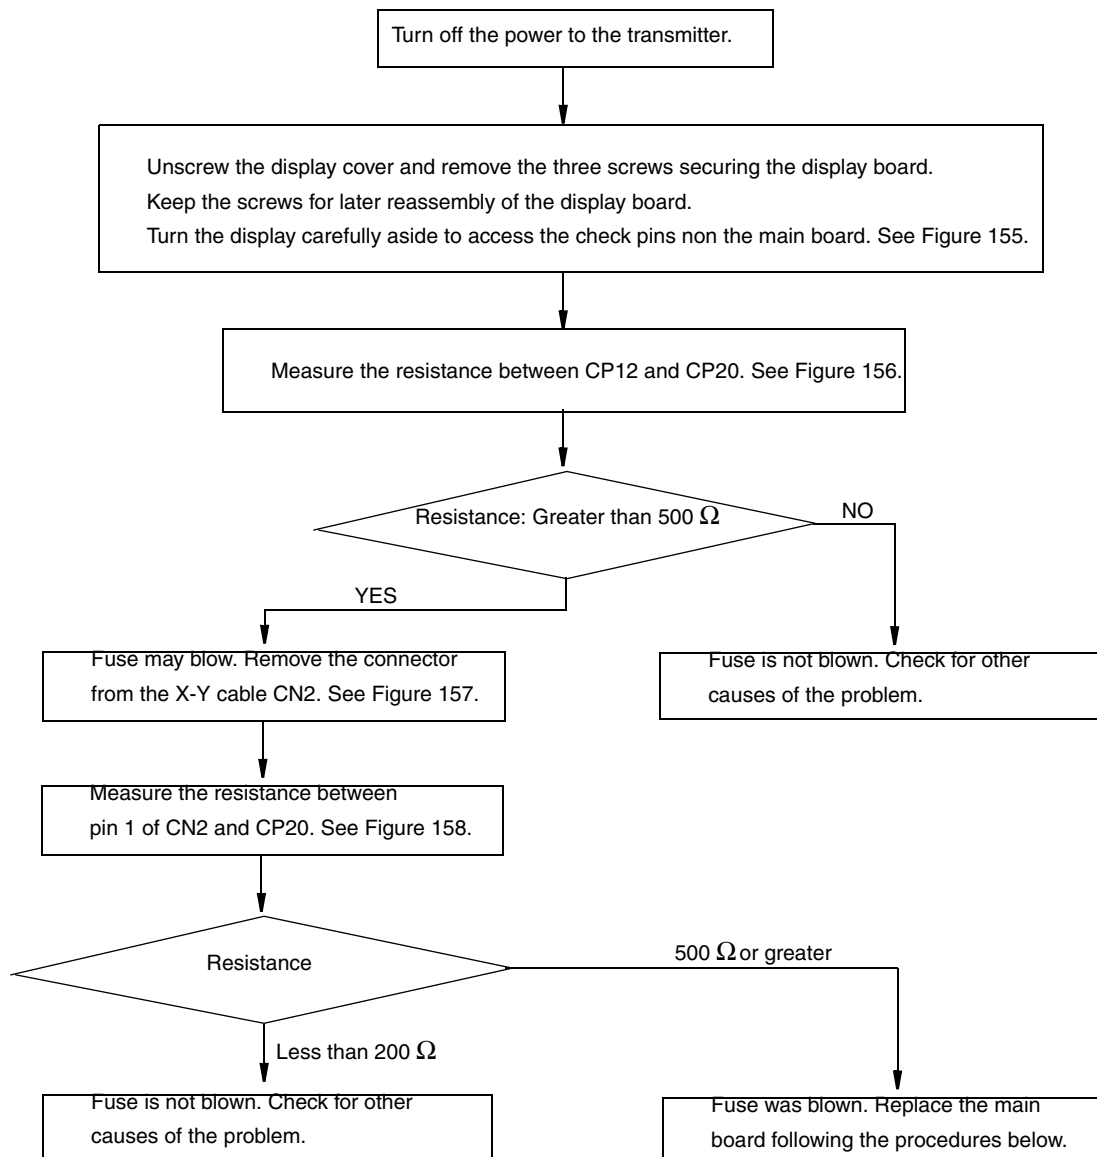 Turn off the power to the transmitter.
Unscrew the display cover and remove the three screws securing the display board.
Keep the screws for later reassembly of the display board.
Turn the display carefully aside to access the check pins non the main board. See Figure 155.
Measure the resistance between CP12 and CP20. See Figure 156.
Resistance: Greater than 500 Ω
NO
YES
Fuse may blow. Remove the connector
from the X-Y cable CN2. See Figure 157.
Fuse is not blown. Check for other
causes of the problem.
Measure the resistance between
pin 1 of CN2 and CP20. See Figure 158.
Resistance
500 Ω or greater
Less than 200 Ω
Fuse is not blown. Check for other
causes of the problem.
Fuse was blown. Replace the main
board following the procedures below.